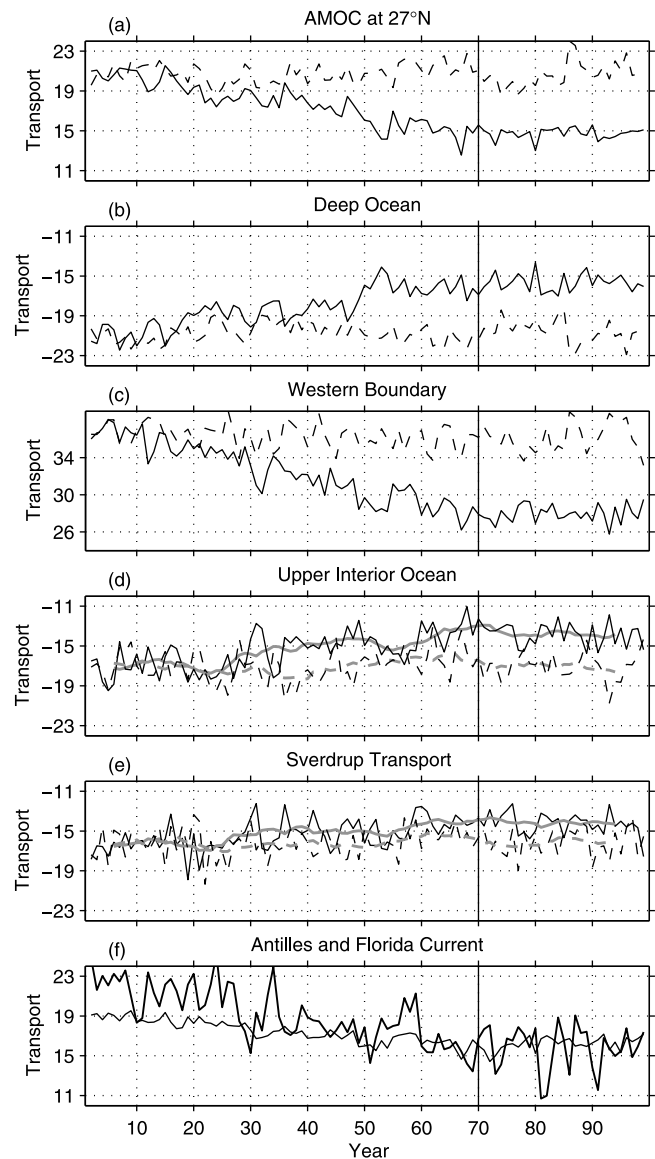 (a) AMOC at 27°N
23
19
15
11
Transport
(b) Deep Ocean
−11
−15
−19
−23
Transport
(c) Western Boundary
34
30
26
Transport
(d) Upper Interior Ocean
−11
−15
−19
−23
Transport
(e) Sverdrup Transport
−11
−15
−19
−23
Transport
(f) Antilles and Florida Current
23
19
15
11
Transport
10 20 30 40 50 60 70 80 90
Year